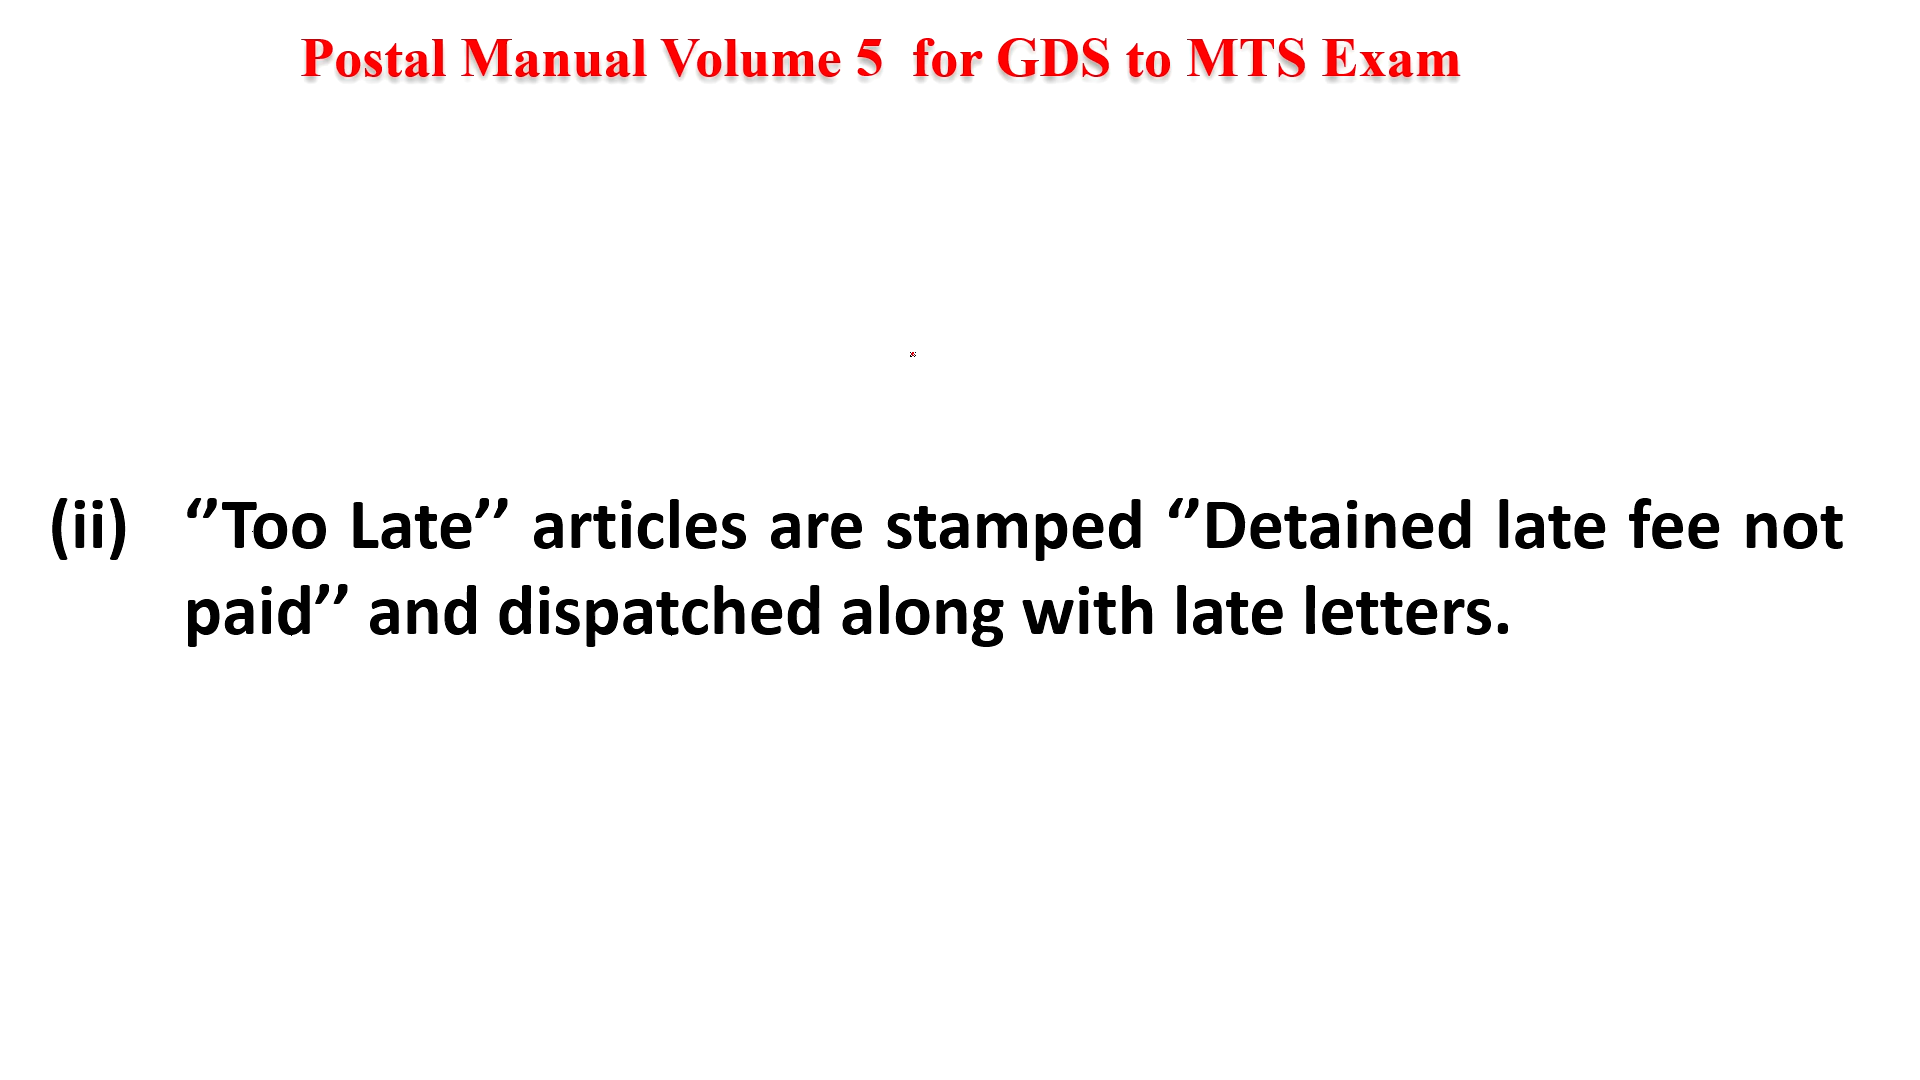 Postal Manual Volume 5  for GDS to MTS Exam
(ii) ‘’Too Late’’ articles are stamped ‘’Detained late fee not
paid’’ and dispatched along with late letters.